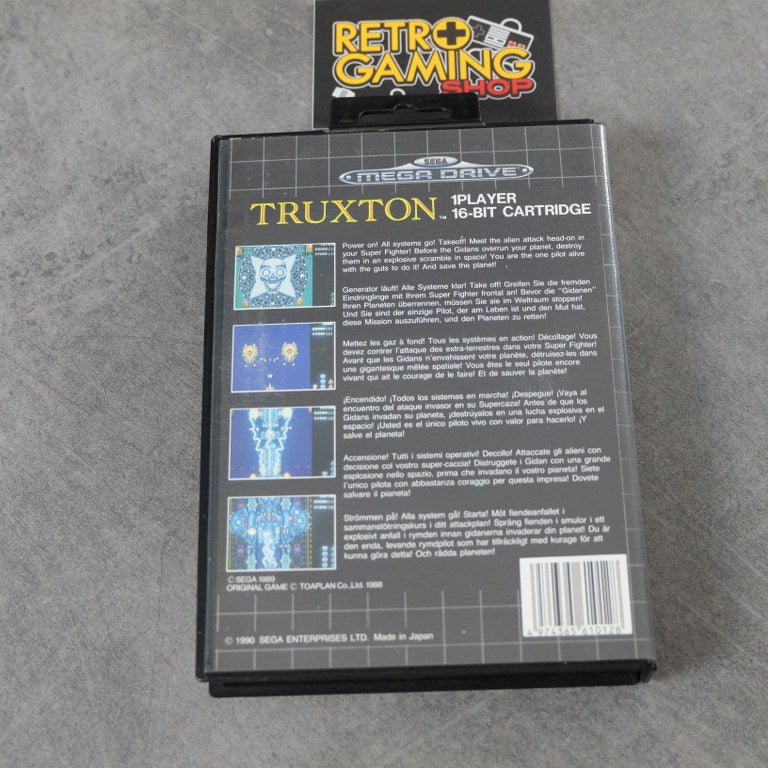 RETRO
GAMING
SHOP
SEGA
MEGA DRIVE
TRUXTON ™
1PLAYER
16-BIT CARTRIDGE
Power on! All systems go! Takeoff! Meet the alien attack head-on in
your Super Fighter! Before the Gidans overrun your planet, destroy
them in an explosive scramble in space! You are the one pilot alive
with the guts to do it! And save the planet!
Generator läuft! Alle Systeme klar! Take off! Greifen Sie die fremden
Eindringlinge mit Ihrem Super Fighter frontal an! Bevor die "Gidanen"
Ihren Planeten überrennen, müssen Sie sie im Weltraum stoppen!
Und Sie sind der einzige Pilot, der am Leben ist und den Mut hat,
diese Mission auszuführen, und den Planeten zu retten!
Mettez les gaz à fond! Tous les systèmes en action! Décollage! Vous
devez contrer l'attaque des extra-terrestres dans votre Super Fighter!
Avant que les Gidans n'envahissent votre planète, détruisez-les dans
une gigantesque mêlée spatiale! Vous êtes le seul pilote encore
vivant qui ait le courage de le faire! Et de sauver la planète!
¡Encendido! ¡Todos los sistemas en marcha! ¡Despegue! ¡Vaya al
encuentro del ataque invasor en su Supercaza! Antes de que los
Gidans invadan su planeta, ¡destrúyalos en una lucha explosiva en el
espacio! ¡Usted es el único piloto vivo con valor para hacerlo! ¡Y
salve el planeta!
Accensione! Tutti i sistemi operativi! Decollo! Attaccate gli alieni con
decisione col vostro super-caccia! Distruggete i Gidan con una grande
esplosione nello spazio, prima che invadano il vostro pianeta! Siete
l'unico pilota con abbastanza coraggio per questa impresa! Dovete
salvare il pianeta!
Strömmen på! Alla system gå! Starta! Möt fiendeanfallet i
sammanstötningskurs i ditt attackplan! Spräng fienden i smulor i ett
explosivt anfall i rymden innan gidanerna invaderar din planet! Du är
den enda, levande rymdpilot som har tillräckligt med kurage för att
kunna göra detta! Och rädda planeten!
© SEGA 1989
ORIGINAL GAME © TOAPLAN Co., Ltd. 1988
© 1990 SEGA ENTERPRISES LTD. Made in Japan
4 974365 610128